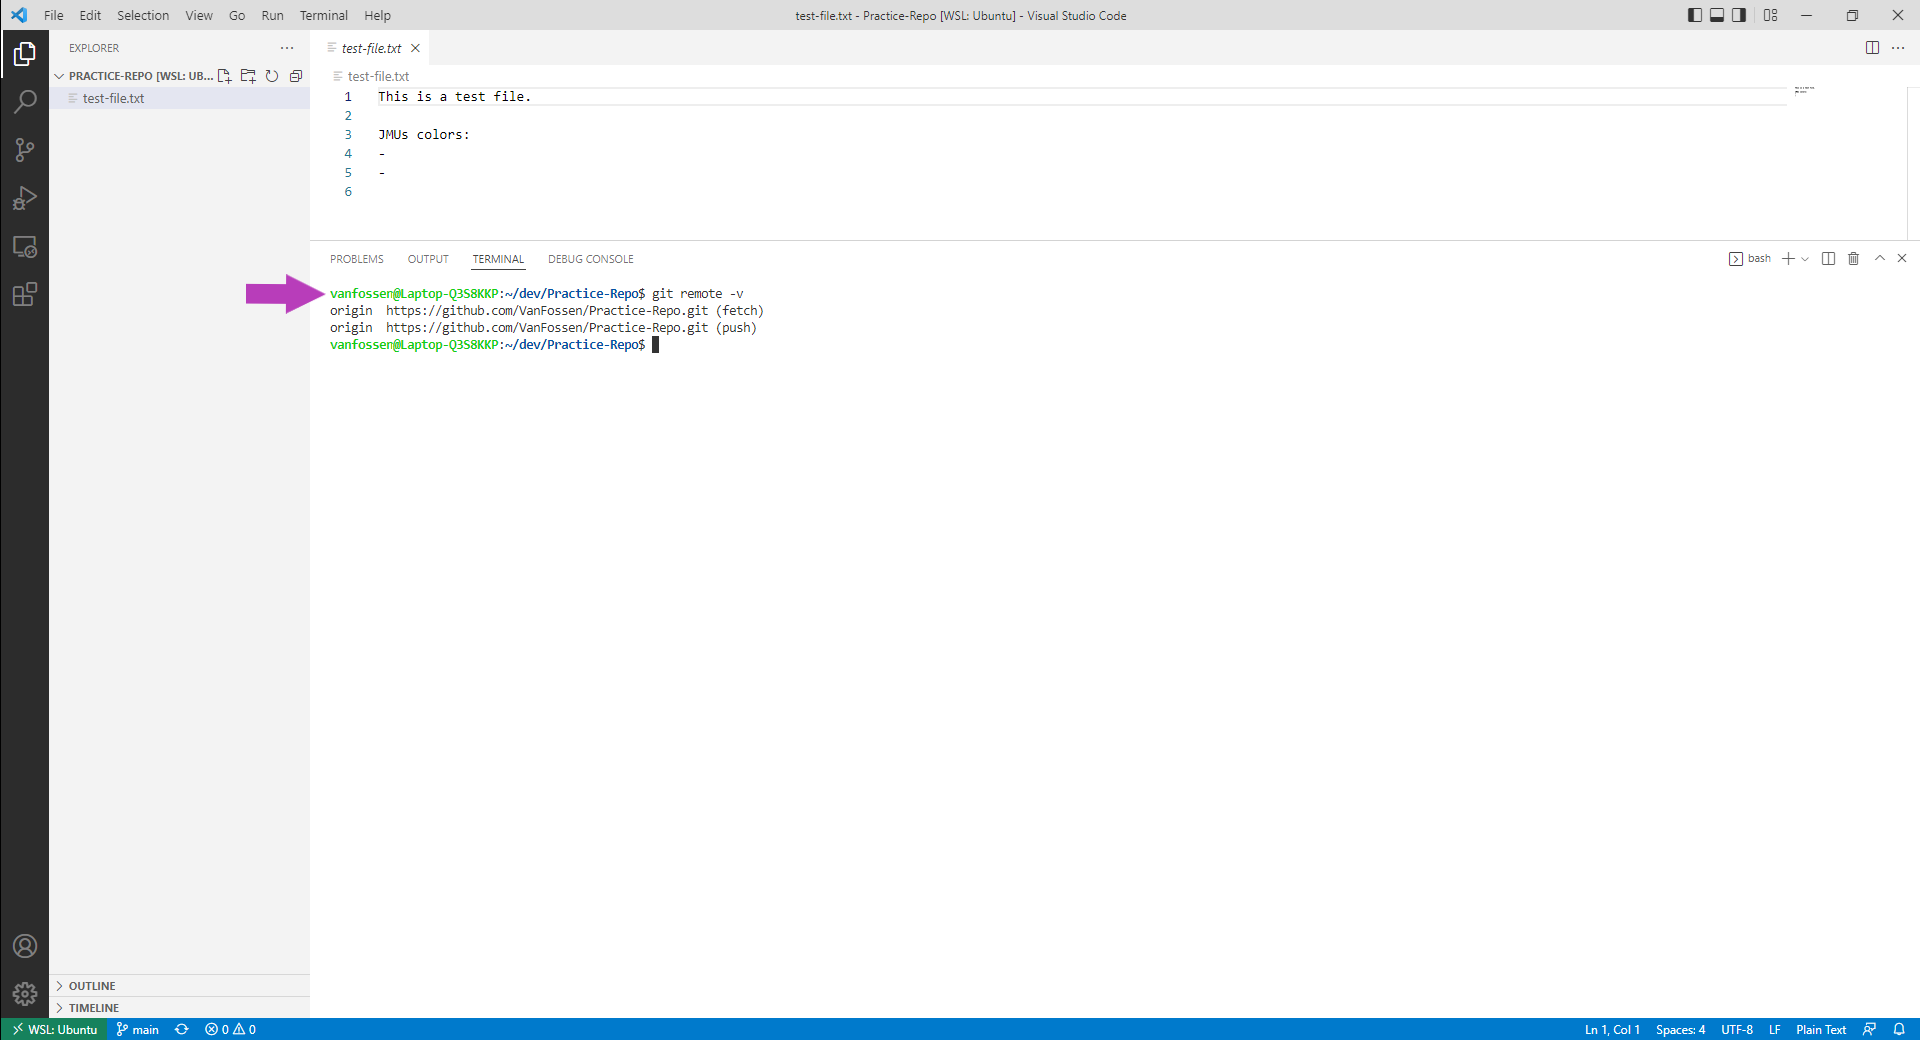 File Edit Selection View Go Run Terminal Help
test-file.txt - Practice-Repo [WSL: Ubuntu] - Visual Studio Code
EXPLORER
PRACTICE-REPO [WSL: UB...
test-file.txt
test-file.txt
test-file.txt
1 This is a test file.
2
3 JMUs colors:
4 -
5 -
6
PROBLEMS OUTPUT TERMINAL DEBUG CONSOLE
bash
vanfossen@Laptop-Q3S8KKP:~/dev/Practice-Repo$ git remote -v
origin https://github.com/VanFossen/Practice-Repo.git (fetch)
origin https://github.com/VanFossen/Practice-Repo.git (push)
vanfossen@Laptop-Q3S8KKP:~/dev/Practice-Repo$
OUTLINE
TIMELINE
WSL: Ubuntu main 0 0 Ln 1, Col 1 Spaces: 4 UTF-8 LF Plain Text